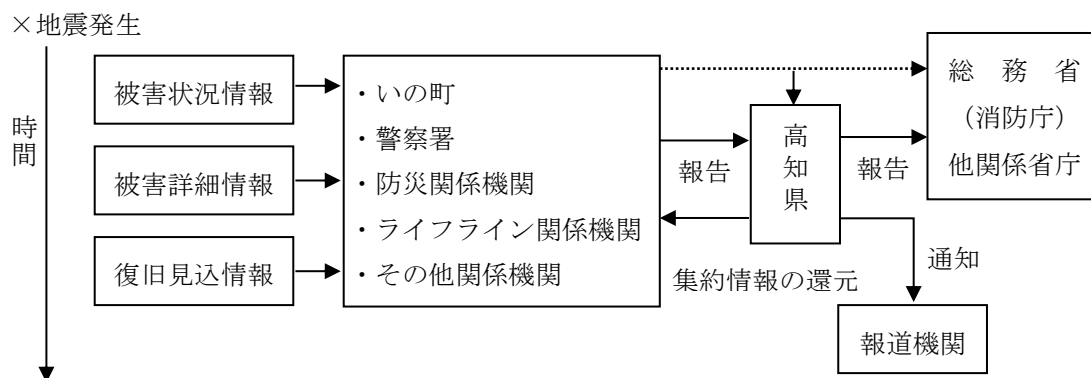 ×地震発生
時間
被害状況情報
被害詳細情報
復旧見込情報
・いの町
・警察署
・防災関係機関
・ライフライン関係機関
・その他関係機関
報告
集約情報の還元
高知県
報告
通知
総務省
(消防庁)
他関係省庁
報道機関